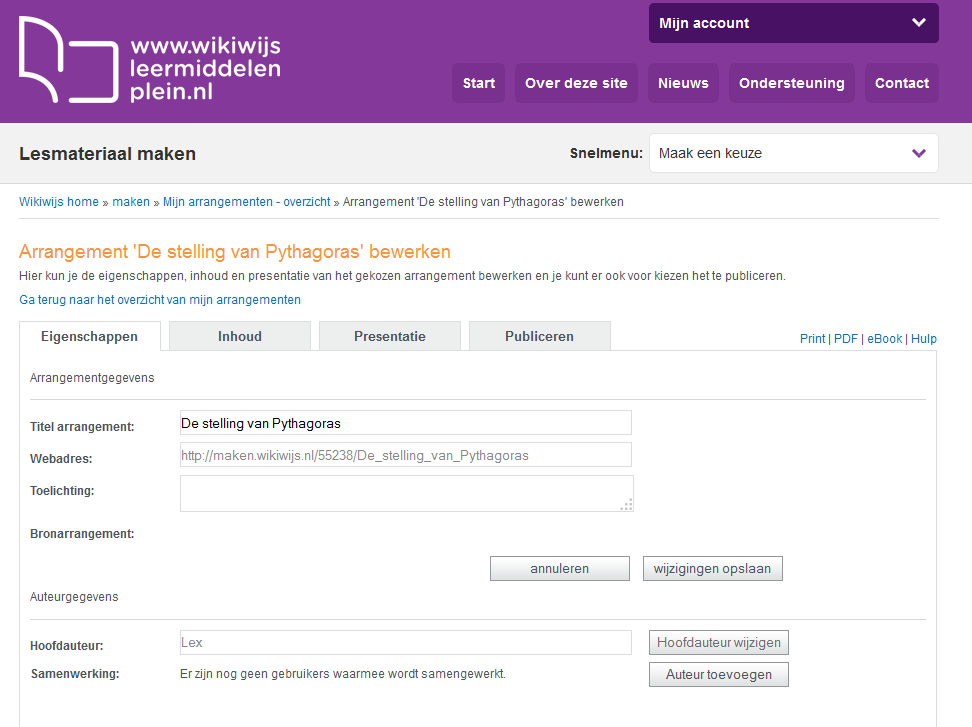 Mijn account
www.wikiwijs
leermiddelen
plein.nl
Start Over deze site Nieuws Ondersteuning Contact
Lesmateriaal maken Snelmenu: Maak een keuze
Wikiwijs home » maken » Mijn arrangementen - overzicht » Arrangement 'De stelling van Pythagoras' bewerken
Arrangement 'De stelling van Pythagoras' bewerken
Hier kun je de eigenschappen, inhoud en presentatie van het gekozen arrangement bewerken en je kunt er ook voor kiezen het te publiceren.
Ga terug naar het overzicht van mijn arrangementen
Eigenschappen Inhoud Presentatie Publiceren
Print | PDF | eBook | Hulp
Arrangementgegevens
Titel arrangement: De stelling van Pythagoras
Webadres: http://maken.wikiwijs.nl/55238/De_stelling_van_Pythagoras
Toelichting:
Bronarrangement:
annuleren wijzigingen opslaan
Auteurgegevens
Hoofdauteur: Lex Hoofdauteur wijzigen
Samenwerking: Er zijn nog geen gebruikers waarmee wordt samengewerkt. Auteur toevoegen